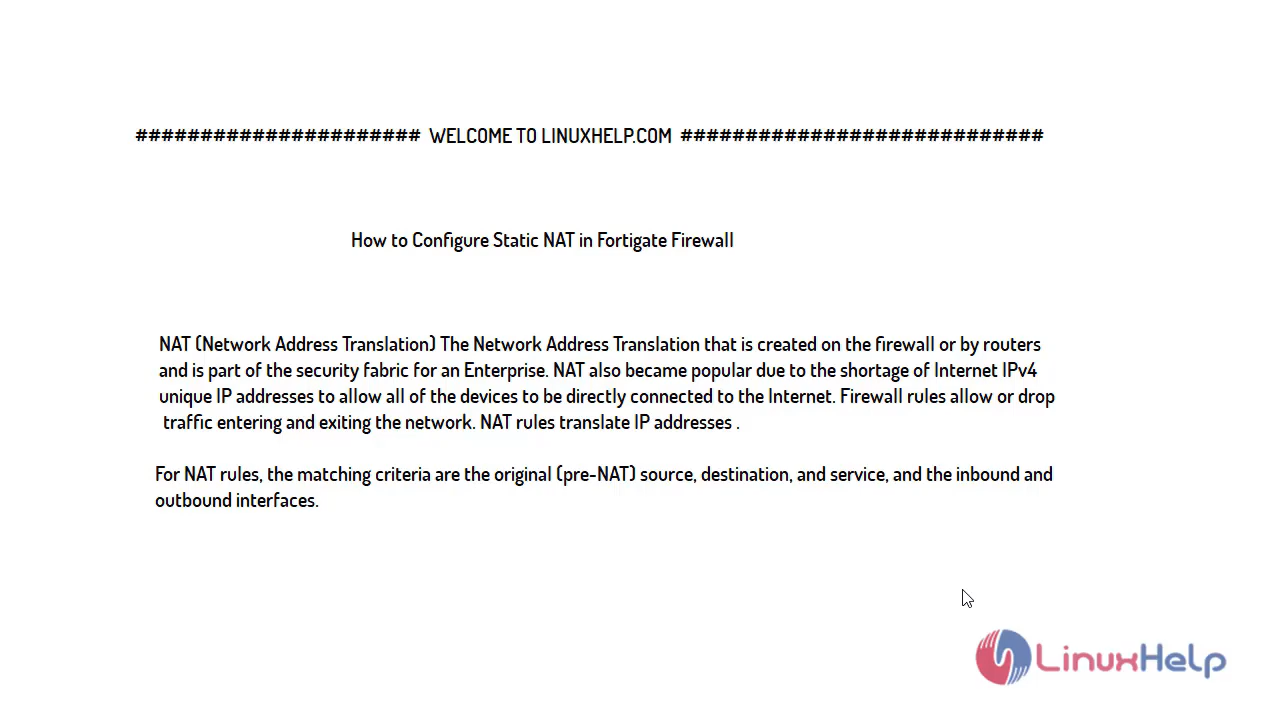 ###################### WELCOME TO LINUXHELP.COM ############################
How to Configure Static NAT in Fortigate Firewall
NAT (Network Address Translation) The Network Address Translation that is created on the firewall or by routers
and is part of the security fabric for an Enterprise. NAT also became popular due to the shortage of Internet IPv4
unique IP addresses to allow all of the devices to be directly connected to the Internet. Firewall rules allow or drop
traffic entering and exiting the network. NAT rules translate IP addresses .
For NAT rules, the matching criteria are the original (pre-NAT) source, destination, and service, and the inbound and
outbound interfaces.
LinuxHelp